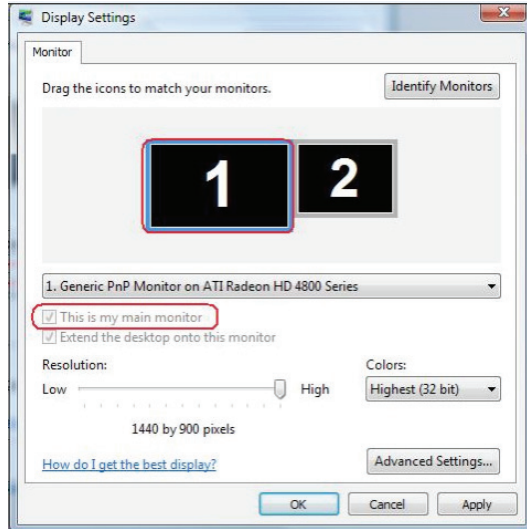 Display Settings
Monitor
Drag the icons to match your monitors.
Identify Monitors
1
2
1. Generic PnP Monitor on ATI Radeon HD 4800 Series
This is my main monitor
Extend the desktop onto this monitor
Resolution:
Colors:
Low
High
Highest (32 bit)
1440 by 900 pixels
How do I get the best display?
Advanced Settings...
OK
Cancel
Apply